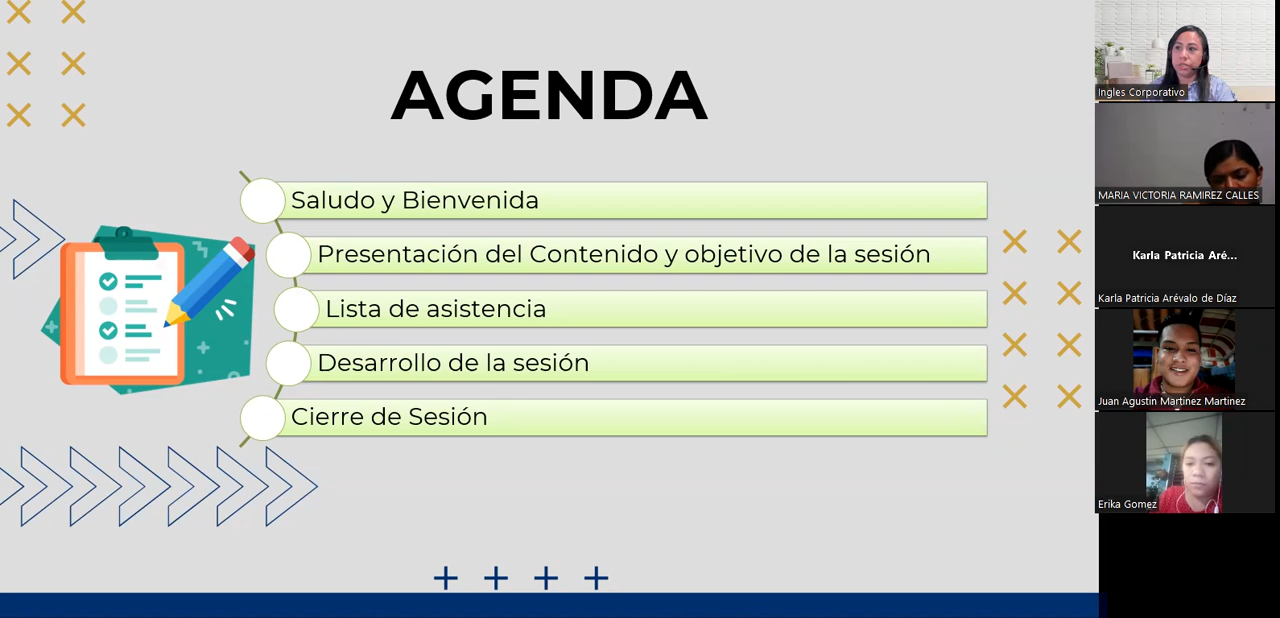 AGENDA
Saludo y Bienvenida
Presentación del Contenido y objetivo de la sesión
Lista de asistencia
Desarrollo de la sesión
Cierre de Sesión
Ingles Corporativo
MARIA VICTORIA RAMIREZ CALLES
Karla Patricia Aré...
Karla Patricia Arévalo de Díaz
Juan Agustin Martinez Martinez
Erika Gomez